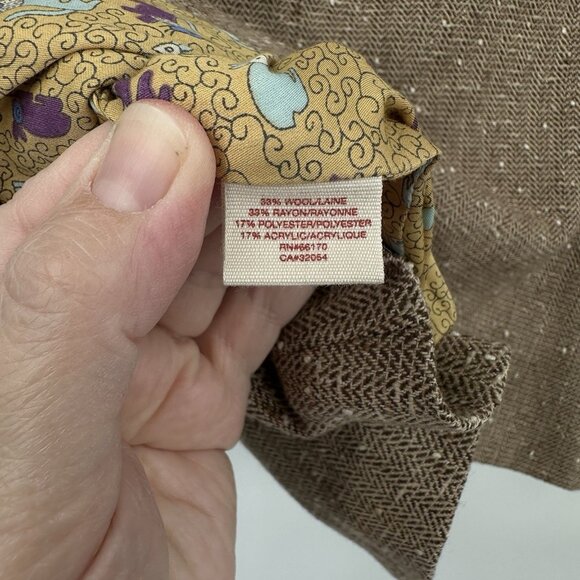 33% WOOL/LAINE
33% RAYON/RAYONNE
17% POLYESTER/POLYESTER
17% ACRYLIC/ACRYLIQUE
RN#66170
CA#32054